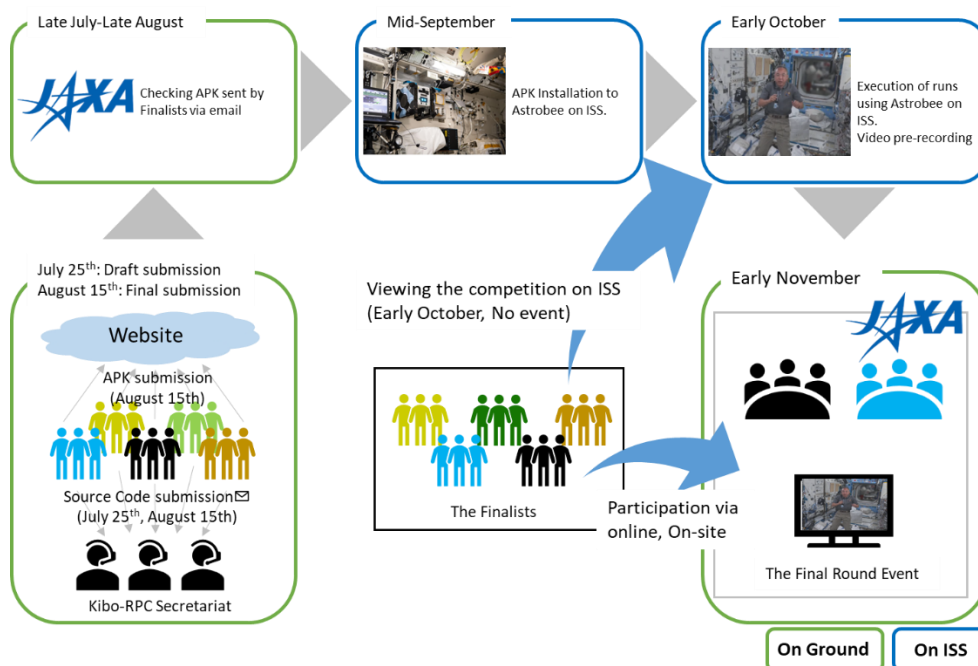 Late July-Late August
JAXA
Checking APK sent by
Finalists via email
Mid-September
APK Installation to
Astrobee on ISS.
Early October
Execution of runs
using Astrobee on
ISS.
Video pre-recording
July 25th: Draft submission
August 15th: Final submission
Website
APK submission
(August 15th)
Source Code submission
(July 25th, August 15th)
Kibo-RPC Secretariat
Viewing the competition on ISS
(Early October, No event)
The Finalists
Participation via
online, On-site
Early November
JAXA
The Final Round Event
On Ground
On ISS